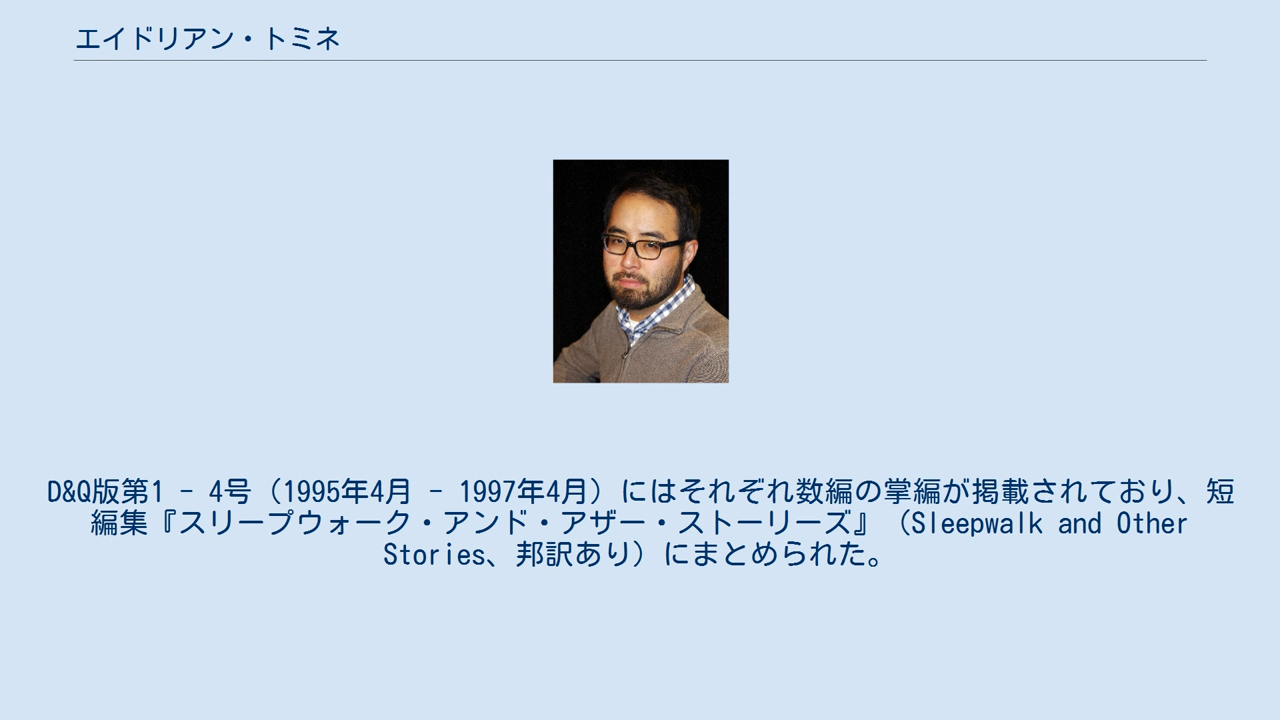 エイドリアン・トミネ
D&Q版第1 - 4号（1995年4月 - 1997年4月）にはそれぞれ数編の掌編が掲載されており、短
編集『スリープウォーク・アンド・アザー・ストーリーズ』（Sleepwalk and Other
Stories、邦訳あり）にまとめられた。